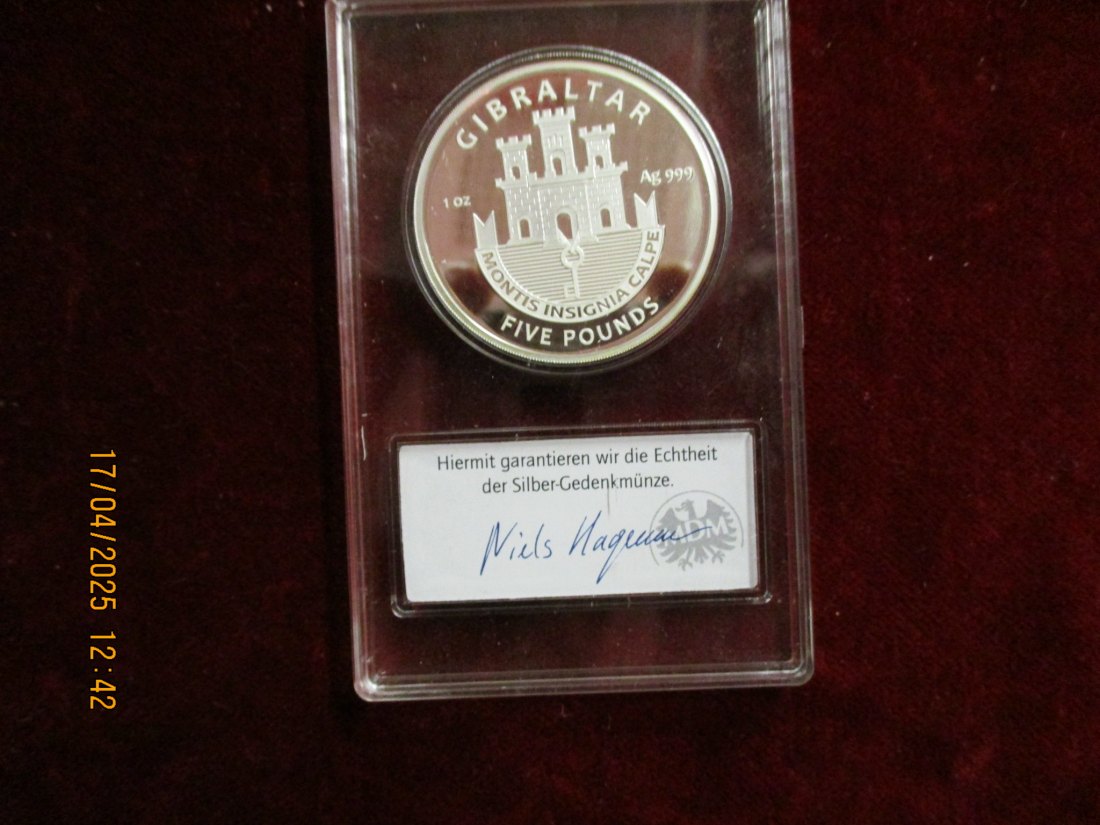 GIBRALTAR
1 OZ
Ag 999
MONTIS INSIGNIA CALPE
FIVE POUNDS
Hiermit garantieren wir die Echtheit
der Silber-Gedenkmünze.
Niels
MDM
17/04/2025 12:42